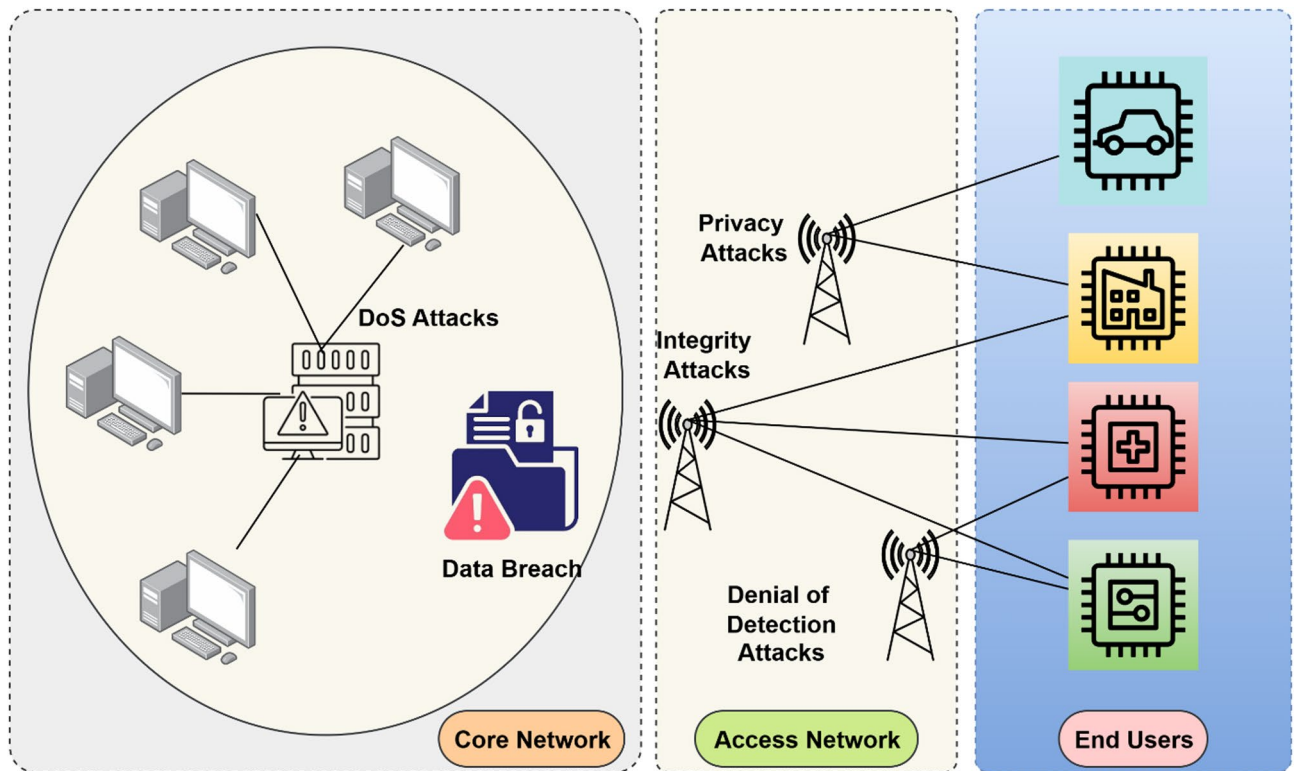 DoS Attacks
Data Breach
Core Network
Privacy
Attacks
Integrity
Attacks
Denial of
Detection
Attacks
Access Network
End Users